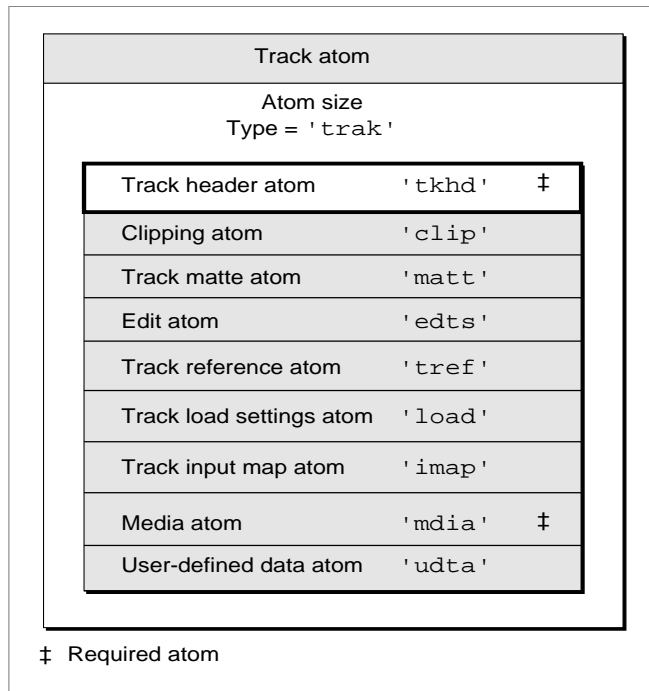 Track atom
Atom size
Type = 'trak'
Track header atom 'tkhd' ‡
Clipping atom 'clip'
Track matte atom 'matt'
Edit atom 'edts'
Track reference atom 'tref'
Track load settings atom 'load'
Track input map atom 'imap'
Media atom 'mdia' ‡
User-defined data atom 'udta'
‡ Required atom